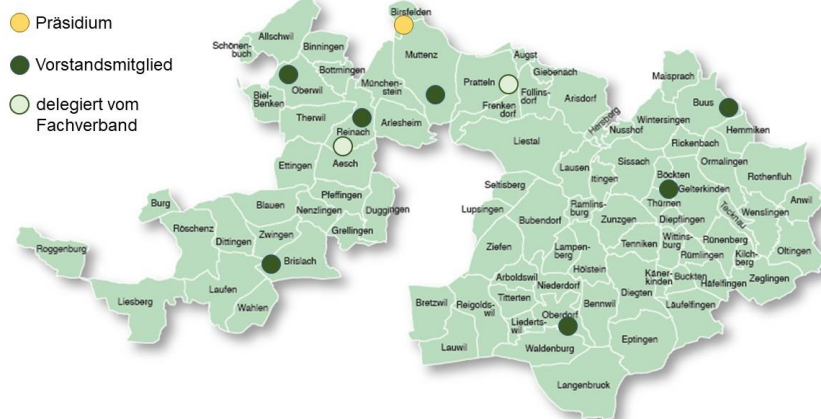 Präsidium
Vorstandsmitglied
delegiert vom
Fachverband
Birsfelden
Allschwil
Schönen-
buch
Binningen
Bottmingen
Oberwil
Biel-
Benken
Therwil
Reinach
München-
stein
Arlesheim
Muttenz
Pratteln
Augst
Giebenach
Füllins-
dorf
Frenken
dorf
Arisdorf
Hersberg
Liestal
Nusshof
Wintersingen
Maisprach
Buus
Hemmiken
Rickenbach
Ormalingen
Rothenfluh
Sissach
Böckten
Gelterkinden
Thürnen
Itingen
Lausen
Ettingen
Aesch
Pfeffingen
Duggingen
Nenzlingen
Grellingen
Blauen
Zwingen
Brislach
Dittingen
Röschenz
Burg
Laufen
Wahlen
Liesberg
Roggenburg
Seltisberg
Lupsingen
Bubendorf
Ramlins-
burg
Zunzgen
Diepflingen
Tecknau
Wenslingen
Anwil
Oltingen
Ziefen
Lampen-
berg
Tenniken
Wittins-
burg
Rünenberg
Rümlingen
Kilch-
berg
Zeglingen
Häfelfingen
Buckten
Känerkinden
Läufelfingen
Diegten
Hölstein
Niederdorf
Arboldswil
Titterten
Bennwil
Oberdorf
Liederts-
wil
Reigolds-
wil
Bretzwil
Lauwil
Waldenburg
Eptingen
Langenbruck